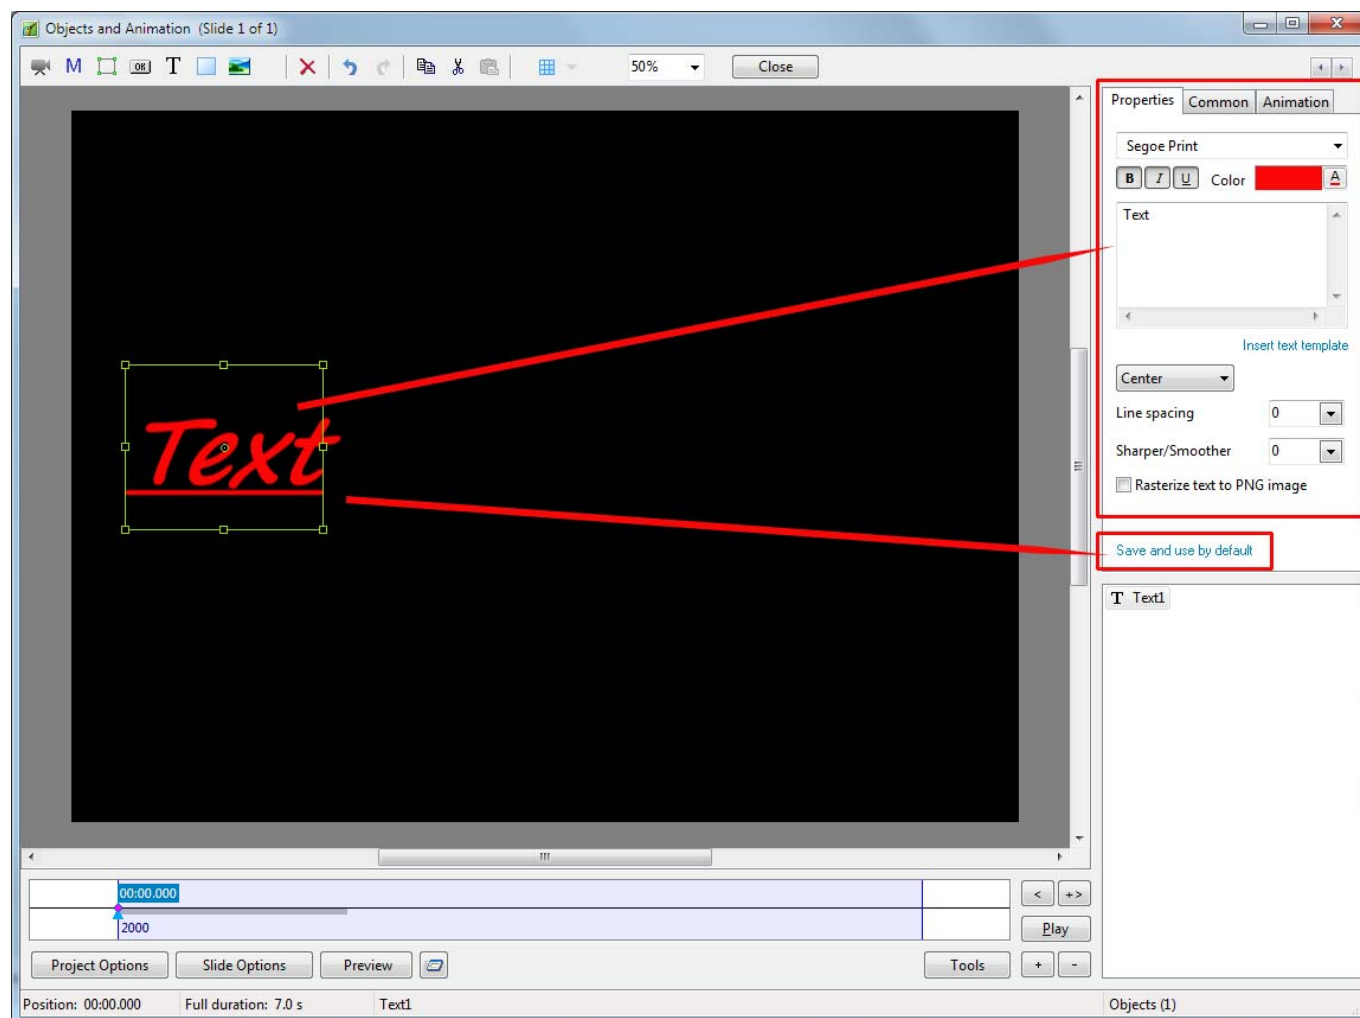 Objects and Animation (Slide 1 of 1)
M OK T 50% Close
Properties Common Animation
Segoe Print
B I U Color A
Text
Insert text template
Center
Line spacing 0
Sharper/Smoother 0
Rasterize text to PNG image
Save and use by default
Text
T Text1
00:00.000
< +>
2000
Play
Project Options Slide Options Preview Tools + -
Position: 00:00.000 Full duration: 7.0 s Text1 Objects (1)